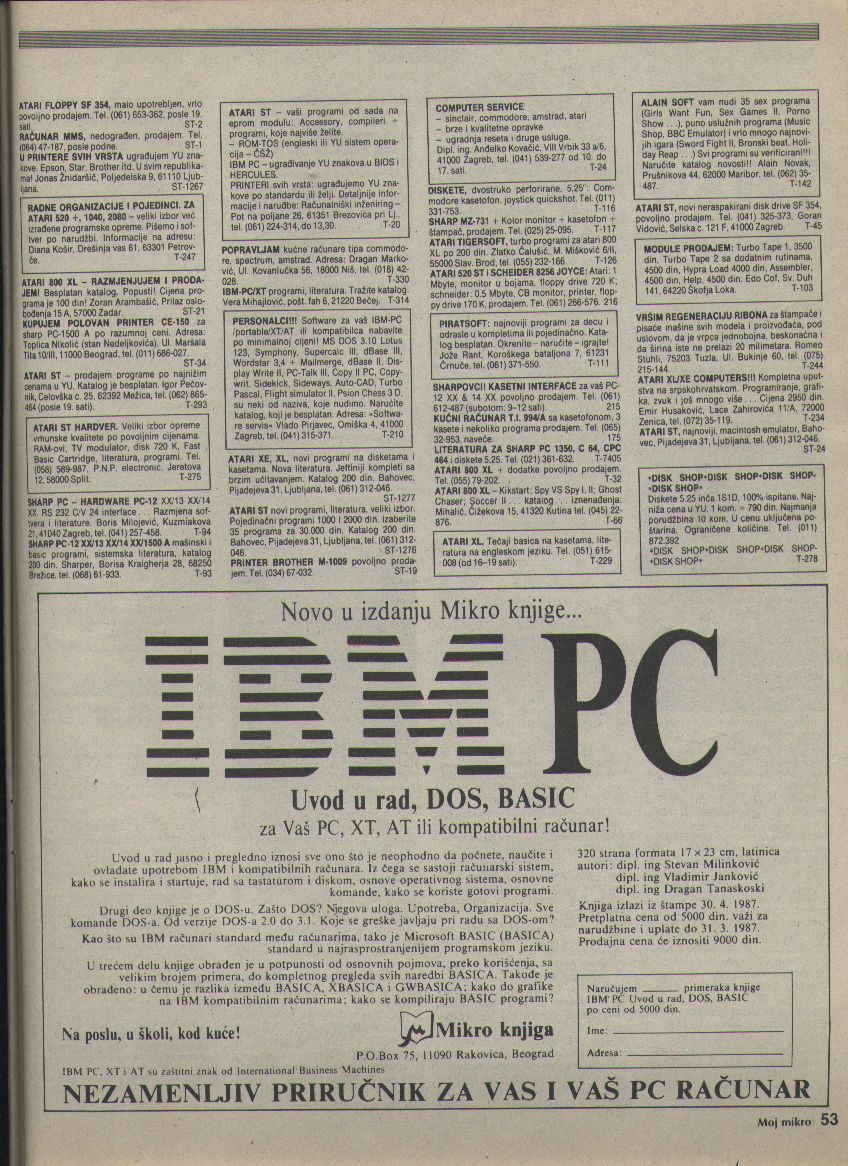 ATARI FLOPPY SF 354, malo upotrebljen, vrlo
povoljno prodajem. Tel. (061) 653-362, posle 19.
sati. ST-2
RAČUNAR MMS, nedograđen, prodajem. Tel.
(064) 47-187, posle podne. ST-1
U PRINTERE SVIH VRSTA ugrađujem YU zna-
kove. Epson, Star, Brother itd. U svim republika-
ma! Jonas Žnidaršić, Poljedelska 9, 61110 Ljub-
ljana. ST-1267
RADNE ORGANIZACIJE I POJEDINCI. ZA
ATARI 520 +, 1040, 2080 – veliki izbor već
izrađene programske opreme. Pišemo i sof-
tver po narudžbi. Informacije na adresu:
Diana Košir, Drešinja vas 61, 63301 Petrov-
če. T-247
ATARI 800 XL – RAZMJENJUJEM I PRODA-
JEM! Besplatan katalog. Popusti! Cijena pro-
grama je 100 din! Zoran Arambašić, Prilaz oslo-
bođenja 15 A, 57000 Zadar. ST-21
KUPUJEM POLOVAN PRINTER CE-150 za
sharp PC-1500 A po razumnoj ceni. Adresa:
Toplica Nikolić (stan Nedeljkovića), Ul. Maršala
Tita 10/III, 11000 Beograd, tel. (011) 686-027.
ST-34
ATARI ST – prodajem programe po najnižim
cenama u YU. Katalog je besplatan. Igor Pečov-
nik, Celovška c. 25, 62392 Mežica, tel. (062) 865-
464 (posle 19. sati). T-293
ATARI ST HARDVER. Veliki izbor opreme
vrhunske kvalitete po povoljnim cijenama.
RAM-ovi, TV modulator, disk 720 K, Fast
Basic Cartridge, literatura, programi. Tel.
(058) 589-987. P.N.P. electronic, Jeretova
12, 58000 Split. T-275
SHARP PC – HARDWARE PC-12 XX/13 XX/14
XX. RS 232 C/V 24 interface . . . Razmjena sof-
tvera i literature. Boris Milojević, Kuzmiakova
21, 41040 Zagreb, tel. (041) 257-458. T-94
SHARP PC-12 XX/13 XX/14 XX/1500 A mašinski i
basic programi, sistemska literatura, katalog
200 din. Sharper, Borisa Kraigherja 28, 68250
Brežice, tel. (068) 61-933. T-93
ATARI ST – vaši programi od sada na
eprom modulu: Accessory, compileri +
programi, koje najviše želite.
– ROM-TOS (engleski ili YU sistem opera-
cija – ČSŽ)
IBM PC – ugrađivanje YU znakova u BIOS i
HERCULES.
PRINTERI svih vrsta: ugrađujemo YU zna-
kove po standardu ili želji. Detaljnije infor-
macije i narudbe: Računalniški inženiring –
Pot na poljane 26, 61351 Brezovica pri Lj.,
tel. (061) 224-314, do 13,30. T-20
POPRAVLJAM kućne računare tipa commodo-
re, spectrum, amstrad. Adresa: Dragan Marko-
vić, Ul. Kovanlučka 56, 18000 Niš, tel. (018) 42-
028. T-330
IBM-PC/XT programi, literatura. Tražite katalog.
Vera Mihajlović, pošt. fah 6, 21220 Bečej. T-314
PERSONALCI!!! Software za vaš IBM-PC
/portable/XT/AT ili kompatibilca nabavite
po minimalnoj cijeni! MS DOS 3.10 Lotus
123, Symphony, Supercalc III, dBase III,
Wordstar 3,4 + Mailmerge, dBase II, Dis-
play Write II, PC-Talk III, Copy II PC, Copy-
writ, Sidekick, Sideways, Auto-CAD, Turbo
Pascal, Flight simulator II, Psion Chess 3 D,
su neki od naziva, koje nudimo. Naručite
katalog, koji je besplatan. Adresa: »Softwa-
re servis« Vlado Pirjavec, Omiška 4, 41000
Zagreb, tel. (041) 315-371. T-210
ATARI XE, XL, novi programi na disketama i
kasetama. Nova literatura. Jeftiniji kompleti sa
brzim učitavanjem. Katalog 200 din. Bahovec,
Pijadejeva 31, Ljubljana, tel. (061) 312-046.
ST-1277
ATARI ST novi programi, literatura, veliki izbor.
Pojedinačni programi 1000 i 2000 din. Izaberite
35 programa za 30.000 din. Katalog 200 din.
Bahovec, Pijadejeva 31, Ljubljana, tel. (061) 312-
046. ST-1276
PRINTER BROTHER M-1009 povoljno proda-
jem. Tel. (034) 67-032. ST-19
COMPUTER SERVICE
– sinclair, commodore, amstrad, atari
– brze i kvalitetne opravke
– ugradnja reseta i druge usluge.
Dipl. ing. Anđelko Kovačić, VIII Vrbik 33 a/6,
41000 Zagreb, tel. (041) 539-277 od 10. do
17. sati. T-24
DISKETE, dvostruko perforirane, 5,25'; Com-
modore kasetofon, joystick quickshot. Tel. (011)
331-753. T-116
SHARP MZ-731 + Kolor monitor + kasetofon +
štampač, prodajem. Tel. (025) 25-095. T-117
ATARI TIGERSOFT, turbo programi za atari 800
XL po 200 din. Zlatko Čalušić, M. Mišković 6/II,
55000 Slav. Brod, tel. (055) 232-166. T-126
ATARI 520 ST I SCHEIDER 8256 JOYCE: Atari: 1
Mbyte, monitor u bojama, floppy drive 720 K;
schneider: 0.5 Mbyte, CB monitor, printer, flop-
py drive 170 K, prodajem. Tel. (061) 266-576. 216
PIRATSOFT: najnoviji programi za decu i
odrasle u kompletima ili pojedinačno. Kata-
log besplatan. Okrenite – naručite – igrajte!
Jože Rant, Koroškega bataljona 7, 61231
Črnuče, tel. (061) 371-550. T-111
SHARPOVCI! KASETNI INTERFACE za vaš PC-
12 XX & 14 XX povoljno prodajem. Tel. (061)
612-487 (subotom: 9–12 sati). 215
KUĆNI RAČUNAR T.I. 994/A sa kasetofonom, 3
kasete i nekoliko programa prodajem. Tel. (065)
32-953, naveče. 175
LITERATURA ZA SHARP PC 1350, C 64, CPC
464 i diskete 5.25. Tel. (021) 361-632. T-7405
ATARI 800 XL + dodatke povoljno prodajem.
Tel. (055) 79-202. T-32
ATARI 800 XL – Kikstart; Spy VS Spy I, II; Ghost
Chaser; Soccer II . . . katalog . . . iznenađenja.
Mihalić, Čižekova 15, 41320 Kutina tel. (045) 22-
876. T-66
ATARI XL. Tečaji basica na kasetama, lite-
ratura na engleskom jeziku. Tel. (051) 615-
008 (od 16–19 sati). T-229
ALAIN SOFT vam nudi 35 sex programa
(Girls Want Fun, Sex Games II, Porno
Show . . .), puno uslužnih programa (Music
Shop, BBC Emulator) i vrlo mnogo najnovi-
jih igara (Sword Fight II, Bronski beat, Holi-
day Reap . . .) Svi programi su verificirani!!!
Naručite katalog novosti!! Alain Novak,
Prušnikova 44, 62000 Maribor, tel. (062) 35-
487. T-142
ATARI ST, novi neraspakirani disk drive SF 354,
povoljno prodajem. Tel. (041) 325-373, Goran
Vidović, Selska c. 121 F, 41000 Zagreb. T-45
MODULE PRODAJEM: Turbo Tape 1, 3500
din, Turbo Tape 2 sa dodatnim rutinama,
4500 din, Hypra Load 4000 din, Assembler,
4500 din, Help, 4500 din. Edo Cof, Sv. Duh
141, 64220 Škofja Loka. T-103
VRŠIM REGENERACIJU RIBONA za štampače i
pisaće mašine svih modela i proizvođača, pod
uslovom, da je vrpca jednobojna, beskonačna i
da širina iste ne prelazi 20 milimetara. Romeo
Stuhli, 75203 Tuzla, Ul. Bukinje 60, tel. (075)
215-144. T-244
ATARI XL/XE COMPUTERS!!! Kompletna uput-
stva na srpskohrvatskom. Programiranje, grafi-
ka, zvuk i još mnogo više . . . Cijena 2950 din.
Emir Husaković, Lace Zahirovića 11/A, 72000
Zenica, tel. (072) 35-119. T-234
ATARI ST, najnoviji, macintosh emulator, Baho-
vec, Pijadejeva 31, Ljubljana, tel. (061) 312-046.
ST-24
*DISK SHOP*DISK SHOP*DISK SHOP-
*DISK SHOP*
Diskete 5.25 inča 1S1D, 100% ispitane. Naj-
niža cena u YU. 1 kom. = 790 din. Najmanja
porudžbina 10 kom. U cenu uključena po-
štarina. Ograničene količine. Tel. (011)
872.392
*DISK SHOP*DISK SHOP*DISK SHOP-
*DISK SHOP* T-278
Novo u izdanju Mikro knjige...
IBM PC
Uvod u rad, DOS, BASIC
za Vaš PC, XT, AT ili kompatibilni računar!
Uvod u rad jasno i pregledno iznosi sve ono što je neophodno da počnete, naučite i
ovladate upotrebom IBM i kompatibilnih računara. Iz čega se sastoji računarski sistem,
kako se instalira i startuje, rad sa tastaturom i diskom, osnove operativnog sistema, osnovne
komande, kako se koriste gotovi programi.
Drugi deo knjige je o DOS-u. Zašto DOS? Njegova uloga. Upotreba, Organizacija. Sve
komande DOS-a. Od verzije DOS-a 2.0 do 3.1. Koje se greške javljaju pri radu sa DOS-om?
Kao što su IBM računari standard među računarima, tako je Microsoft BASIC (BASICA)
standard u najrasprostranjenijem programskom jeziku.
U trećem delu knjige obrađen je u potpunosti od osnovnih pojmova, preko korišćenja, sa
velikim brojem primera, do kompletnog pregleda svih naredbi BASICA. Takođe je
obrađeno: u čemu je razlika između BASICA, XBASICA i GWBASICA; kako do grafike
na IBM kompatibilnim računarima; kako se kompiliraju BASIC programi?
Na poslu, u školi, kod kuće!
Mikro knjiga
P.O.Box 75, 11090 Rakovica, Beograd
IBM PC, XT i AT su zaštitni znak od International Business Machines
320 strana formata 17 x 23 cm, latinica
autori: dipl. ing Stevan Milinković
dipl. ing Vladimir Janković
dipl. ing Dragan Tanaskoski
Knjiga izlazi iz štampe 30. 4. 1987.
Pretplatna cena od 5000 din. važi za
narudžbine i uplate do 31. 3. 1987.
Prodajna cena će iznositi 9000 din.
Naručujem ______ primeraka knjige
IBM PC Uvod u rad, DOS, BASIC
po ceni od 5000 din.
Ime: ______
Adresa: ______
NEZAMENLJIV PRIRUČNIK ZA VAS I VAŠ PC RAČUNAR
Moj mikro 53